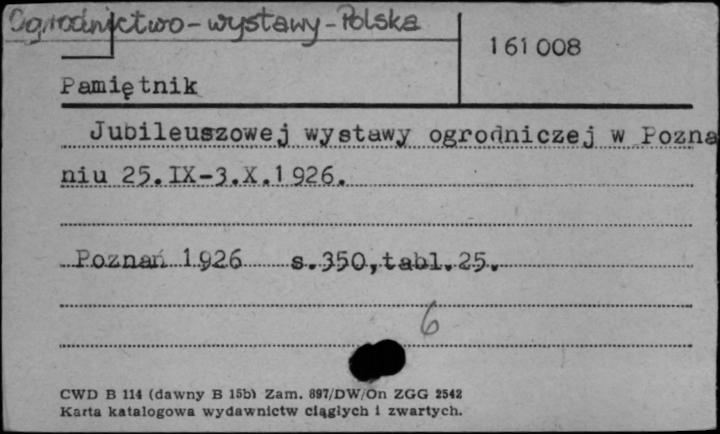 Ogrodnictwo - wystawy - Polska
161 008
Pamiętnik
Jubileuszowej wystawy ogrodniczej w Pozna
niu 25.IX-3.X.1926.
Poznań 1926 s.350,tabl.25.
6
CWD B 114 (dawny B 15b) Zam. 897/DW/On ZGG 2542
Karta katalogowa wydawnictw ciągłych i zwartych.